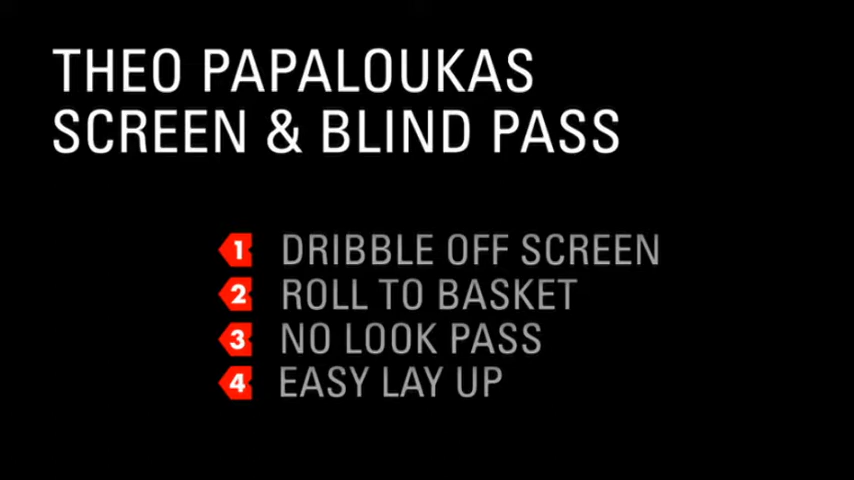 THEO PAPALOUKAS
SCREEN & BLIND PASS
1 DRIBBLE OFF SCREEN
2 ROLL TO BASKET
3 NO LOOK PASS
4 EASY LAY UP